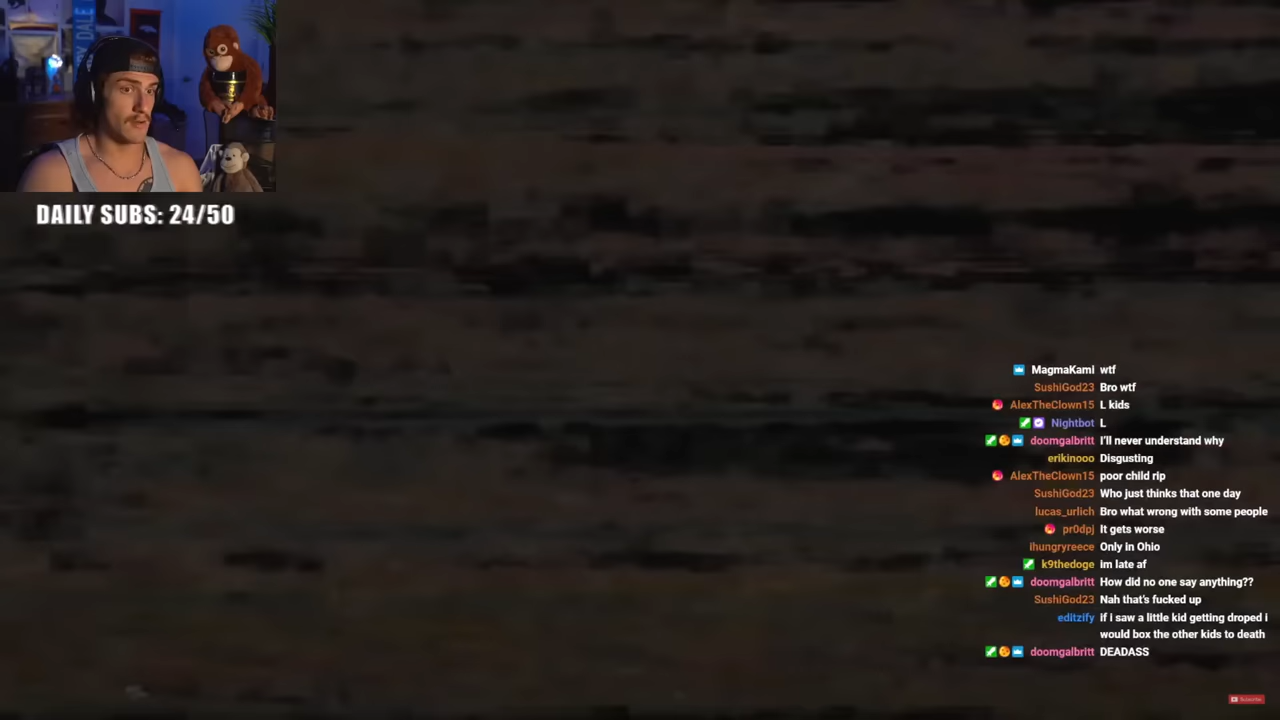 DAILY SUBS: 24/50
MagmaKami wtf
SushiGod23 Bro wtf
AlexTheClown15 L kids
Nightbot L
doomgalbritt I'll never understand why
erikinooo Disgusting
AlexTheClown15 poor child rip
SushiGod23 Who just thinks that one day
lucas_urlich Bro what wrong with some people
pr0dpj It gets worse
ihungryreece Only in Ohio
k9thedoge im late af
doomgalbritt How did no one say anything??
SushiGod23 Nah that's fucked up
editzify if I saw a little kid getting droped i
would box the other kids to death
doomgalbritt DEADASS
Subscribe